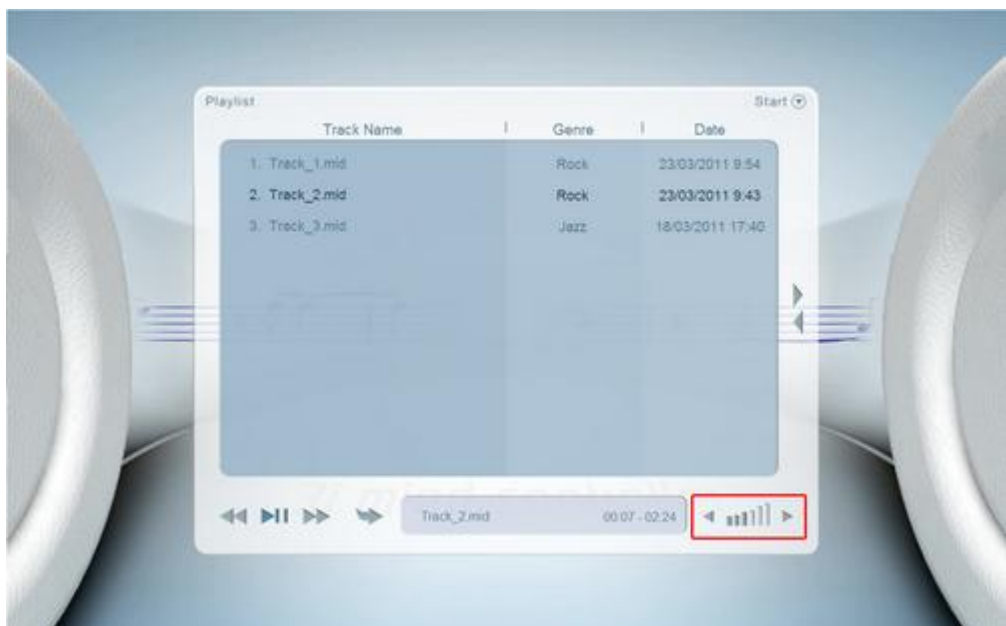 Playlist Start
Track Name Genre Date
1. Track_1.mid Rock 23/03/2011 9:54
2. Track_2.mid Rock 23/03/2011 9:43
3. Track_3.mid Jazz 18/03/2011 17:40
Track_2.mid 00:07 - 02:24